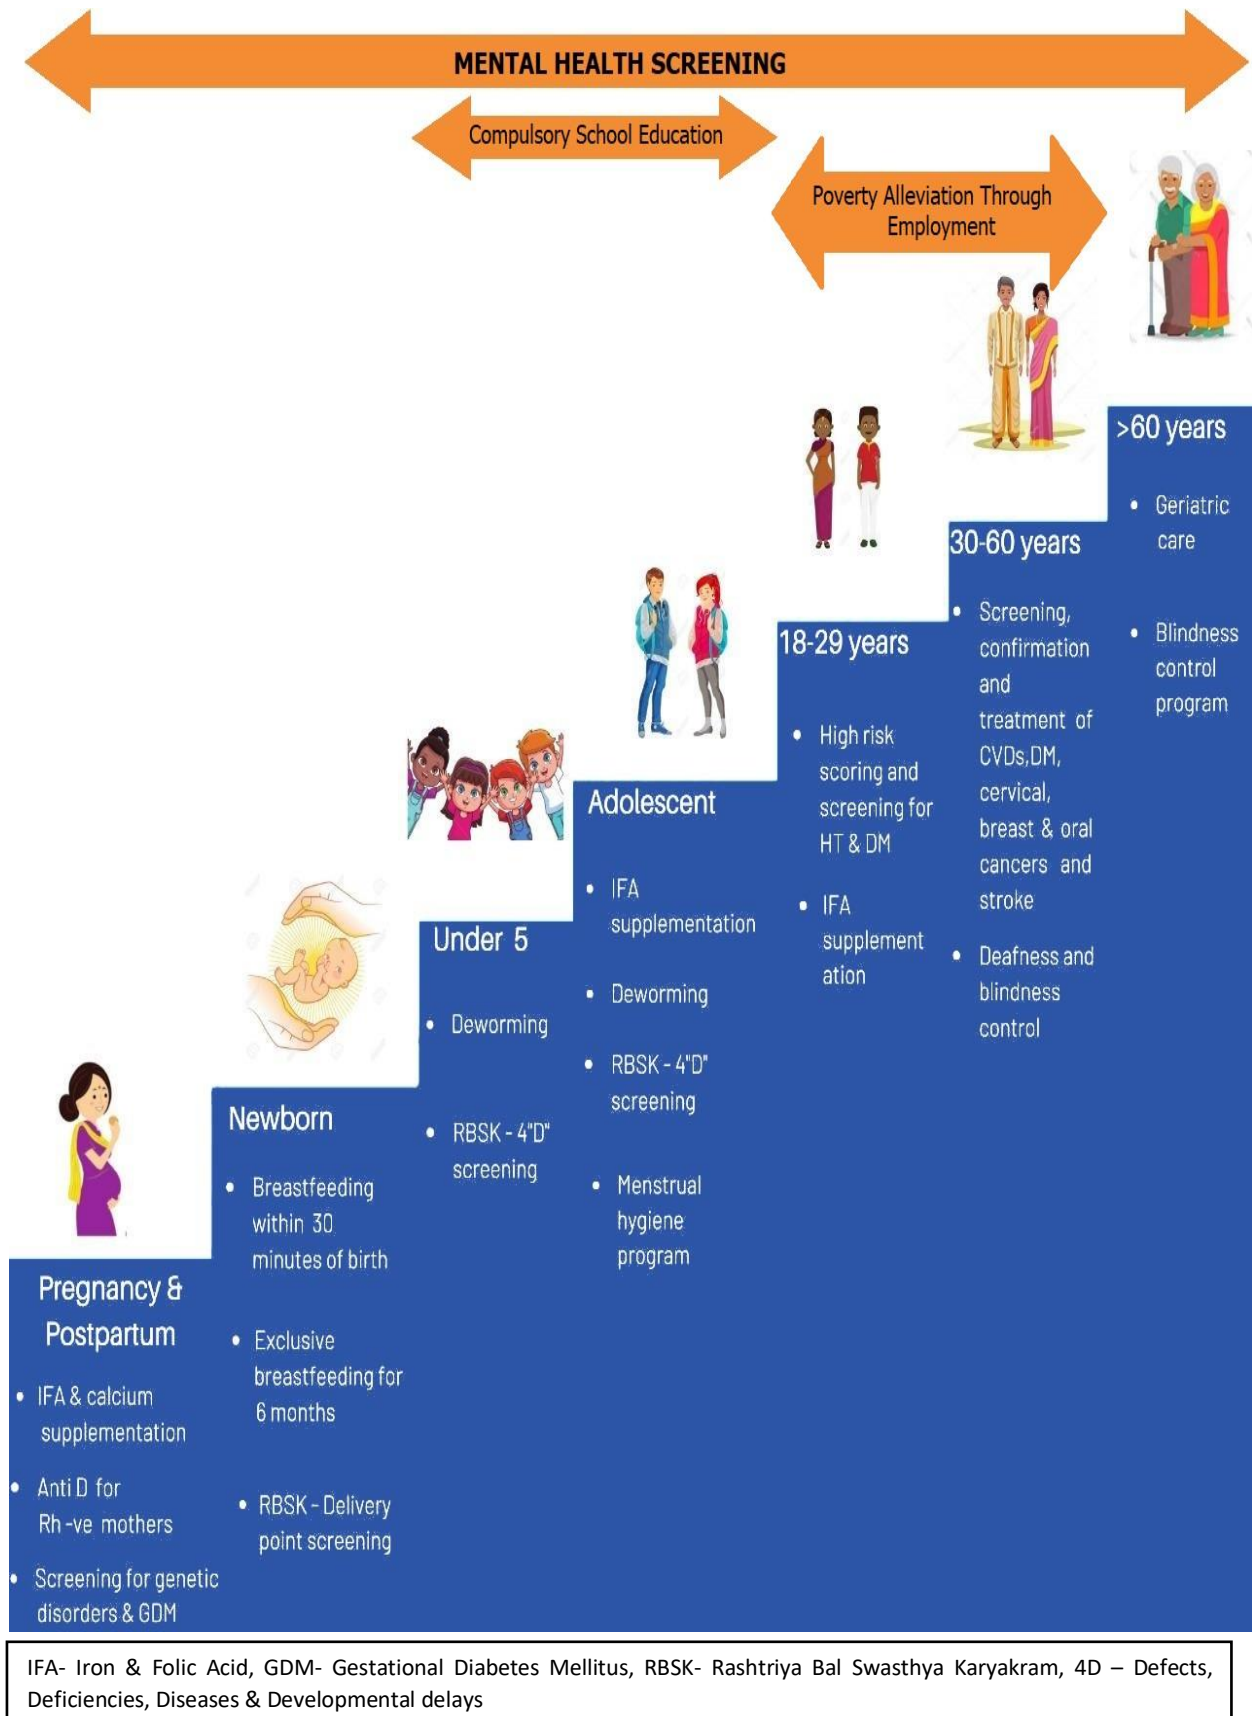 MENTAL HEALTH SCREENING
Compulsory School Education
Poverty Alleviation Through
Employment
>60 years
• Geriatric
care
• Blindness
control
program
30-60 years
• Screening,
confirmation
and
treatment of
CVDs,DM,
cervical,
breast & oral
cancers and
stroke
• Deafness and
blindness
control
18-29 years
• High risk
scoring and
screening for
HT & DM
• IFA
supplement
ation
Adolescent
• IFA
supplementation
• Deworming
• RBSK - 4"D"
screening
• Menstrual
hygiene
program
Under 5
• Deworming
• RBSK - 4"D"
screening
Newborn
• Breastfeeding
within 30
minutes of birth
• Exclusive
breastfeeding for
6 months
• RBSK - Delivery
point screening
Pregnancy &
Postpartum
• IFA & calcium
supplementation
• Anti D for
Rh -ve mothers
• Screening for genetic
disorders & GDM
IFA- Iron & Folic Acid, GDM- Gestational Diabetes Mellitus, RBSK- Rashtriya Bal Swasthya Karyakram, 4D – Defects,
Deficiencies, Diseases & Developmental delays